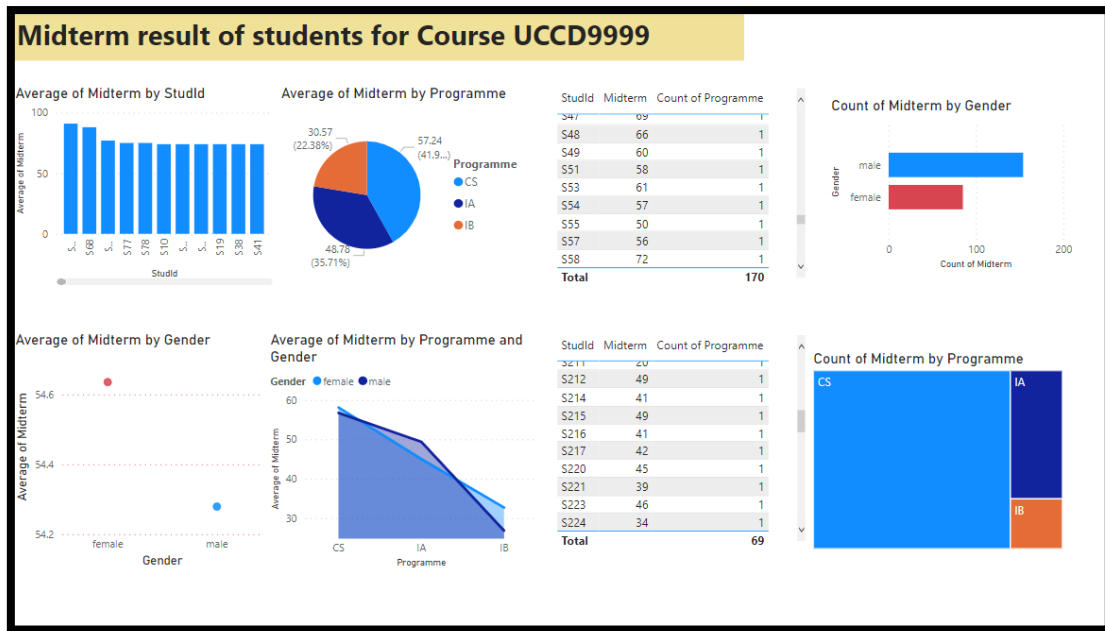 Midterm result of students for Course UCCD9999
Average of Midterm by StudId
100
50
0
Average of Midterm
S...
S68
S...
S77
S78
S10
S...
S...
S19
S38
S41
StudId
Average of Midterm by Programme
30.57
(22.38%)
57.24
(41.9...)
48.78
(35.71%)
Programme
CS
IA
IB
StudId Midterm Count of Programme
S47 69 1
S48 66 1
S49 60 1
S51 58 1
S53 61 1
S54 57 1
S55 50 1
S57 56 1
S58 72 1
Total 170
Count of Midterm by Gender
Gender
male
female
0 100 200
Count of Midterm
Average of Midterm by Gender
Average of Midterm
54.6
54.4
54.2
female male
Gender
Average of Midterm by Programme and
Gender
Gender female male
Average of Midterm
60
50
40
30
CS IA IB
Programme
StudId Midterm Count of Programme
S211 20 1
S212 49 1
S214 41 1
S215 49 1
S216 41 1
S217 42 1
S220 45 1
S221 39 1
S223 46 1
S224 34 1
Total 69
Count of Midterm by Programme
CS
IA
IB